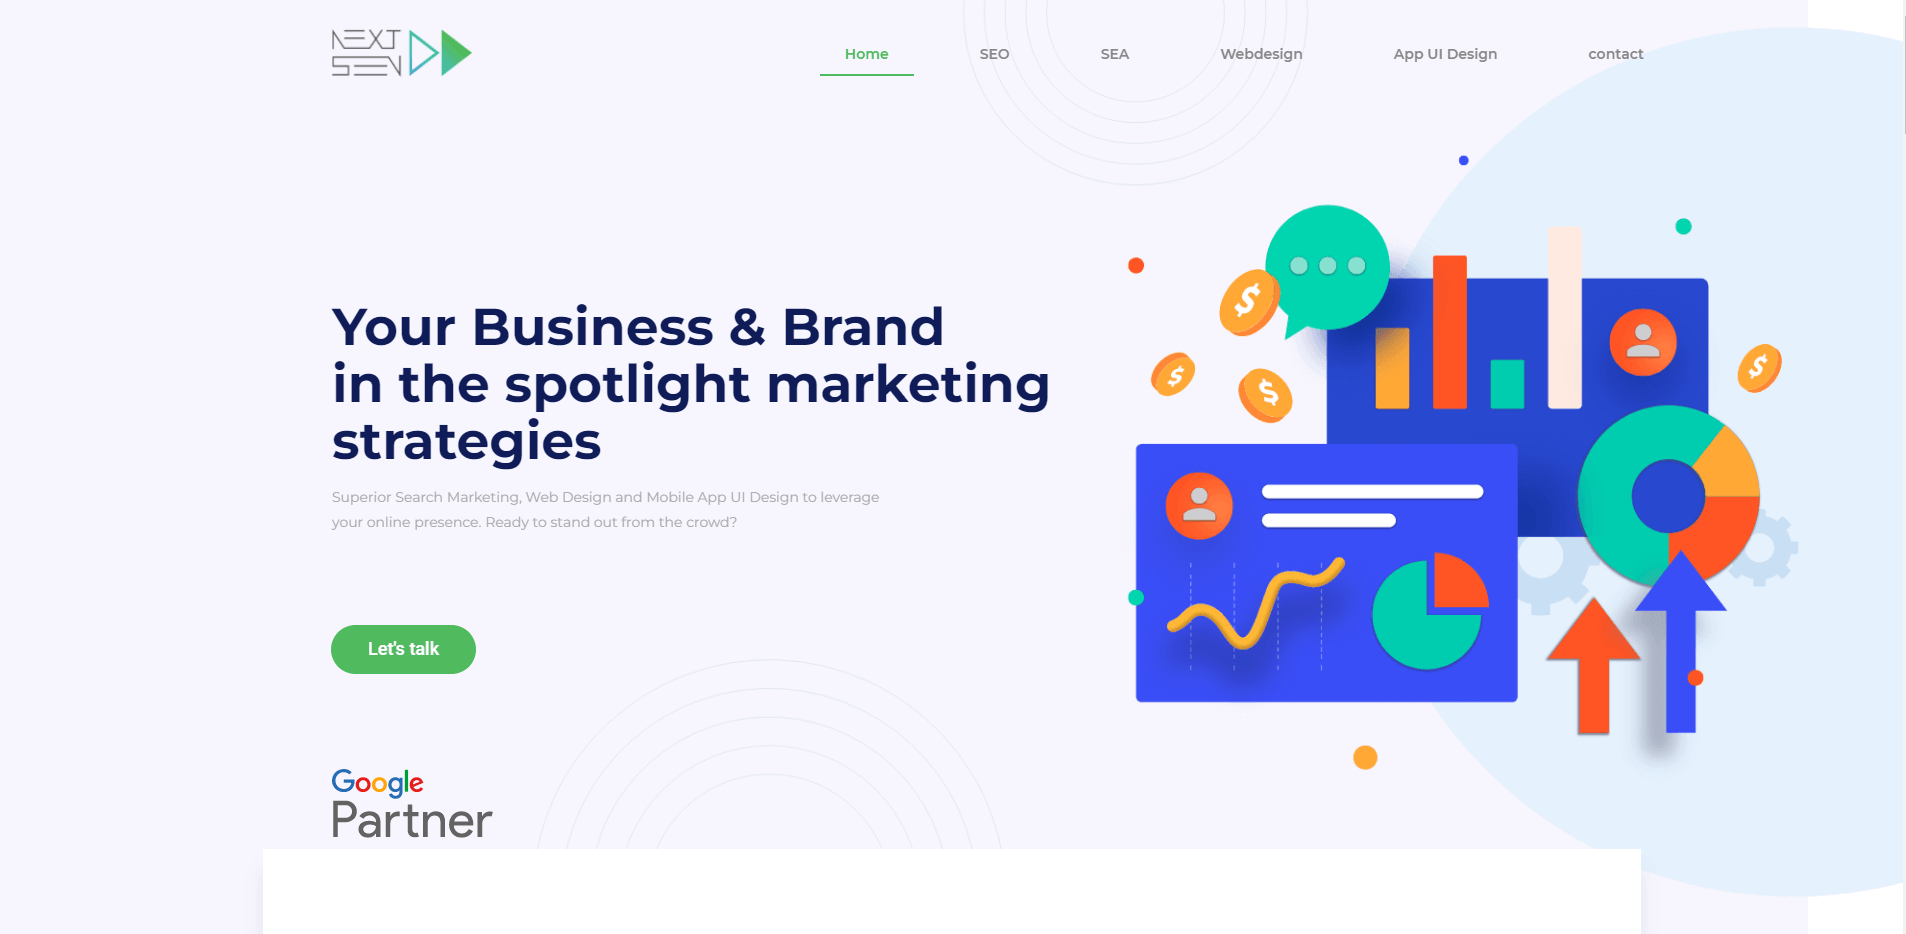 NEXT
SEN
Home
SEO
SEA
Webdesign
App UI Design
contact
Your Business & Brand
in the spotlight marketing
strategies
Superior Search Marketing, Web Design and Mobile App UI Design to leverage
your online presence. Ready to stand out from the crowd?
Let's talk
Google
Partner
$
$
$
$